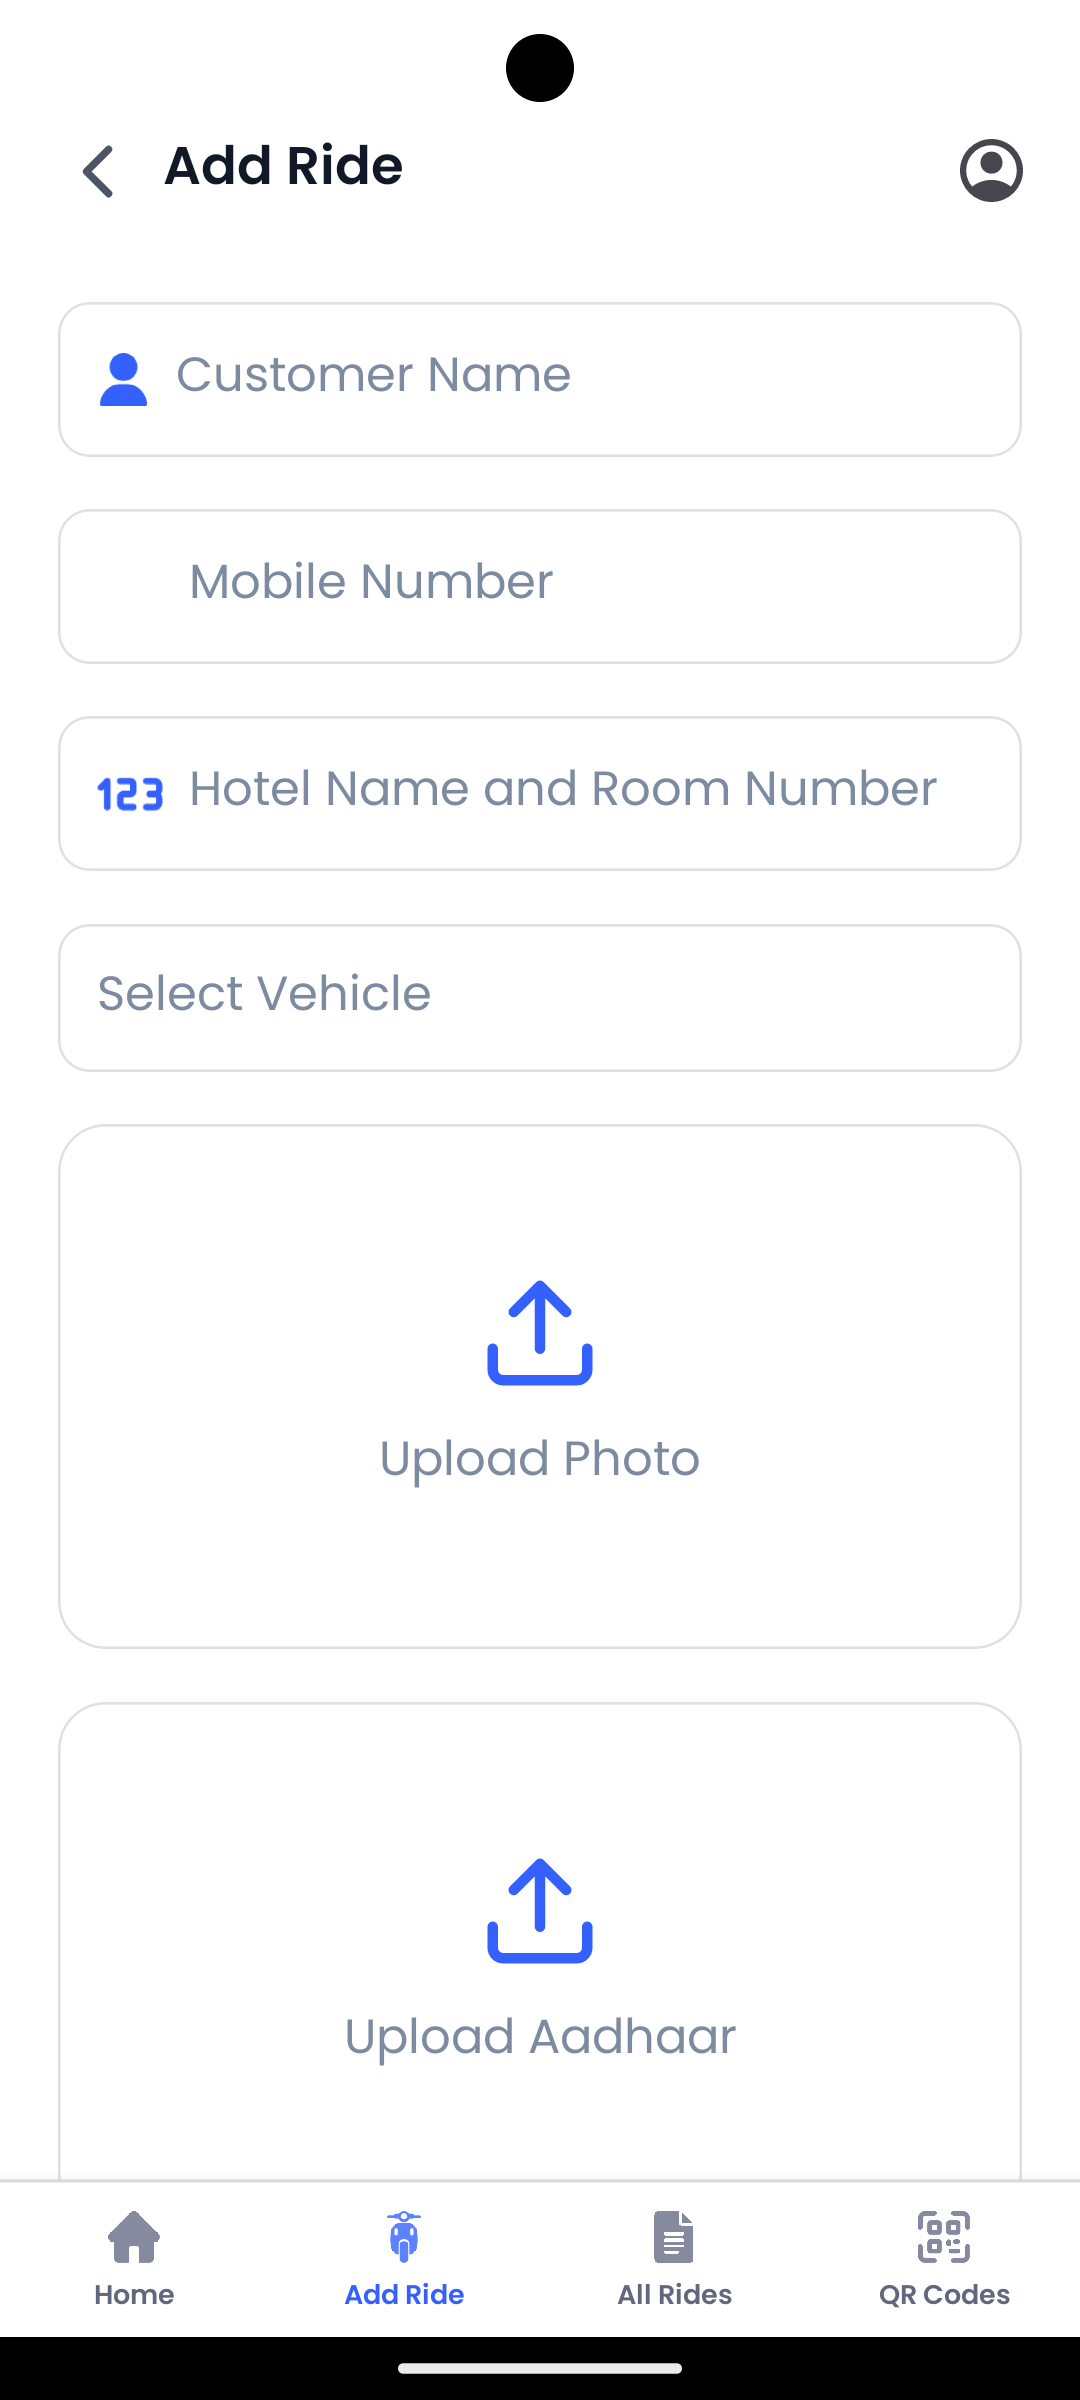 Add Ride
Customer Name
Mobile Number
123 Hotel Name and Room Number
Select Vehicle
Upload Photo
Upload Aadhaar
Home Add Ride All Rides QR Codes